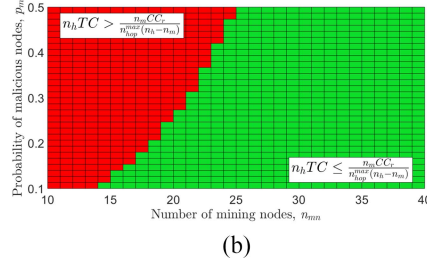 0.5
n_h TC > \frac{n_m CC_r}{n_{hop}^{max}(n_h - n_m)}
0.4
0.3
0.2
n_h TC ≤ \frac{n_m CC_r}{n_{hop}^{max}(n_h - n_m)}
0.1
Probability of malicious nodes, p_m
10 15 20 25 30 35 40
Number of mining nodes, n_{mn}
(b)